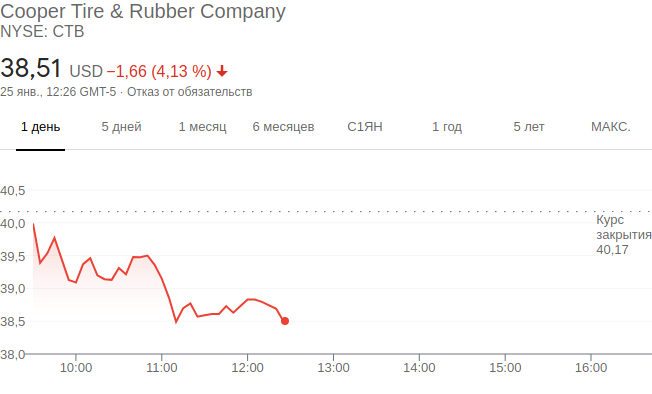 Cooper Tire & Rubber Company
NYSE: CTB
38,51 USD −1,66 (4,13 %)
25 янв., 12:26 GMT-5 · Отказ от обязательств
1 день 5 дней 1 месяц 6 месяцев С1ЯН 1 год 5 лет МАКС.
40,5
40,0
39,5
39,0
38,5
38,0
Курс
закрытия
40,17
10:00 11:00 12:00 13:00 14:00 15:00 16:00